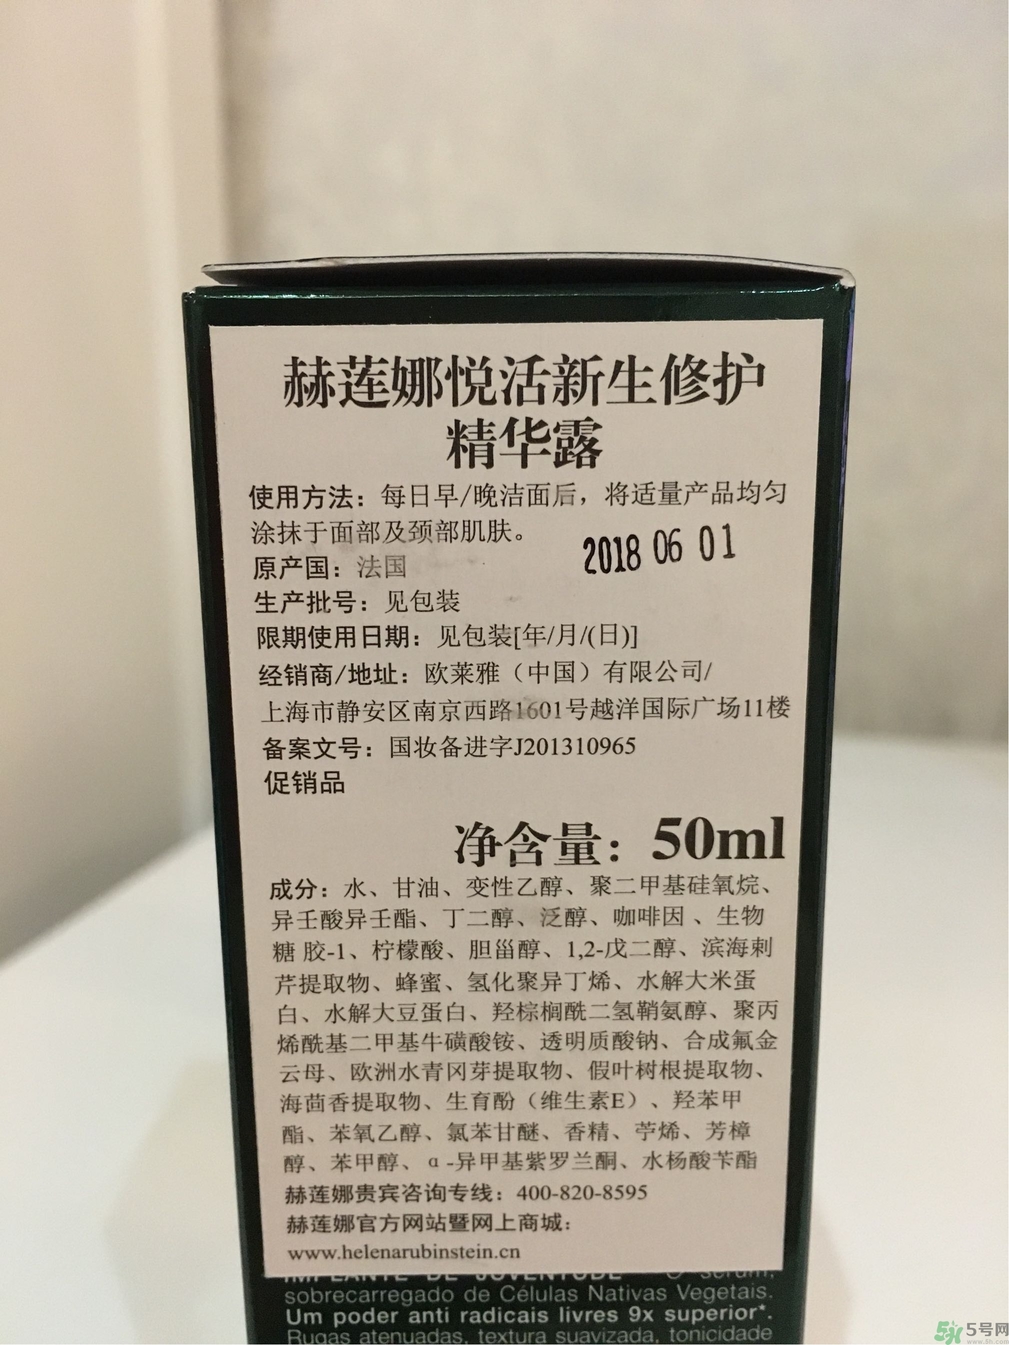 赫莲娜悦活新生修护
精华露
使用方法：每日早/晚洁面后，将适量产品均匀
涂抹于面部及颈部肌肤。
2018 06 01
原产国：法国
生产批号：见包装
限期使用日期：见包装[年/月/(日)]
经销商/地址：欧莱雅（中国）有限公司/
上海市静安区南京西路1601号越洋国际广场11楼
备案文号：国妆备进字J201310965
促销品
净含量：50ml
成分：水、甘油、变性乙醇、聚二甲基硅氧烷、
异壬酸异壬酯、丁二醇、泛醇、咖啡因 、生物
糖 胶-1、柠檬酸、胆甾醇、1,2-戊二醇、滨海刺
芹提取物、蜂蜜、氢化聚异丁烯、水解大米蛋
白、水解大豆蛋白、羟棕榈酰二氢鞘氨醇、聚丙
烯酰基二甲基牛磺酸铵、透明质酸钠、合成氟金
云母、欧洲水青冈芽提取物、假叶树根提取物、
海茴香提取物、生育酚（维生素E）、羟苯甲
酯、苯氧乙醇、氯苯甘醚、香精、苧烯、芳樟
醇、苯甲醇、α-异甲基紫罗兰酮、水杨酸苄酯
赫莲娜贵宾咨询专线：400-820-8595
赫莲娜官方网站暨网上商城：
www.helenarubinstein.cn
IMPLANTE DE JUVENTUDE O sérum,
sobrecarregado de Células Nativas Vegetais.
Um poder anti radicais livres 9x superior*.
Rugas atenuadas, textura suavizada, tonicidade
5号网